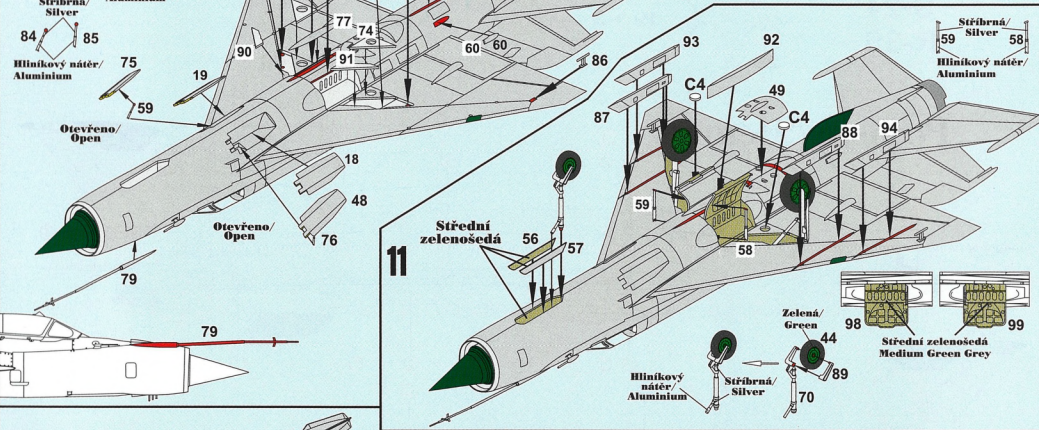 Stříbrná/
Silver
84
85
Hliníkový nátěr/
Aluminium
75
19
59
Otevřeno/
Open
90
77
74
91
60
60
86
18
48
76
Otevřeno/
Open
79
79
11
93
92
C4
49
C4
87
88
94
59
58
Střední
zelenošedá
56
57
Stříbrná/
Silver
59
58
Hliníkový nátěr/
Aluminium
98
99
Střední zelenošedá
Medium Green Grey
Zelená/
Green
44
89
70
Hliníkový
nátěr/
Aluminium
Stříbrná/
Silver